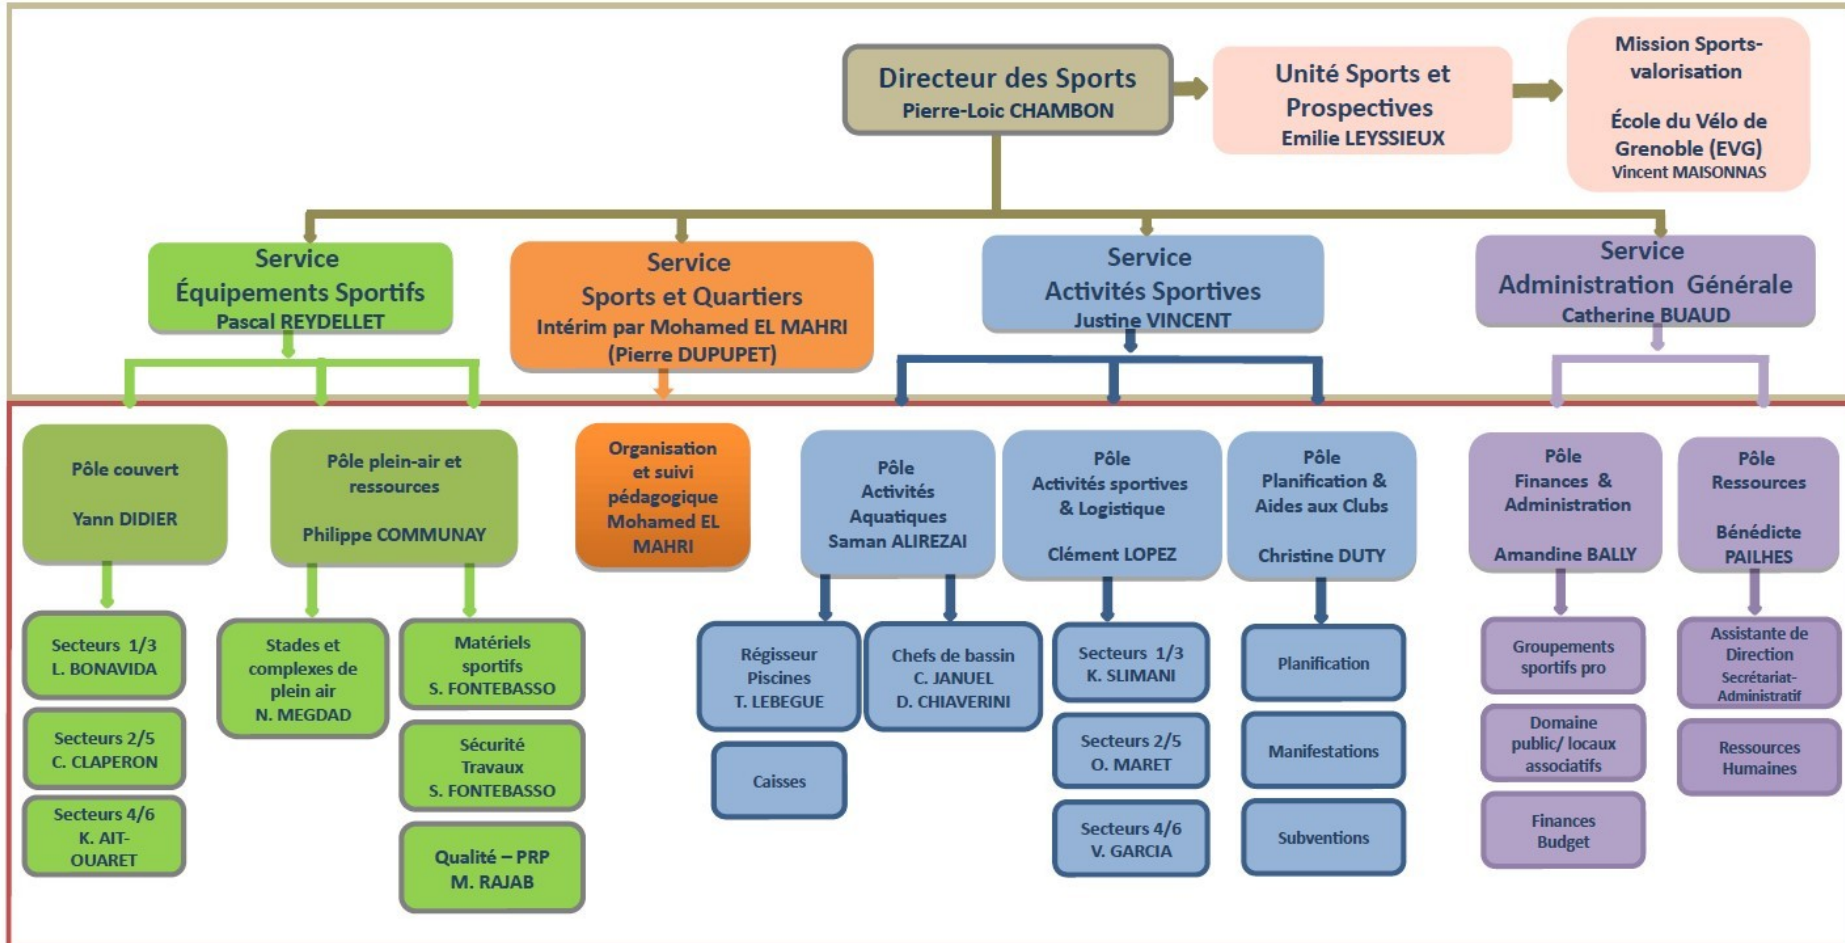 Directeur des Sports
Pierre-Loic CHAMBON
Unité Sports et
Prospectives
Emilie LEYSSIEUX
Mission Sports-
valorisation
École du Vélo de
Grenoble (EVG)
Vincent MAISONNAS
Service
Équipements Sportifs
Pascal REYDELLET
Service
Sports et Quartiers
Intérim par Mohamed EL MAHRI
(Pierre DUPUPET)
Service
Activités Sportives
Justine VINCENT
Service
Administration Générale
Catherine BUAUD
Pôle couvert
Yann DIDIER
Pôle plein-air et
ressources
Philippe COMMUNAY
Organisation
et suivi
pédagogique
Mohamed EL
MAHRI
Pôle
Activités
Aquatiques
Saman ALIREZAI
Pôle
Activités sportives
& Logistique
Clément LOPEZ
Pôle
Planification &
Aides aux Clubs
Christine DUTY
Pôle
Finances &
Administration
Amandine BALLY
Pôle
Ressources
Bénédicte
PAILHES
Secteurs 1/3
L. BONAVIDA
Secteurs 2/5
C. CLAPERON
Secteurs 4/6
K. AIT-
OUARET
Stades et
complexes de
plein air
N. MEGDAD
Matériels
sportifs
S. FONTEBASSO
Sécurité
Travaux
S. FONTEBASSO
Qualité – PRP
M. RAJAB
Régisseur
Piscines
T. LEBEGUE
Caisses
Chefs de bassin
C. JANUEL
D. CHIAVERINI
Secteurs 1/3
K. SLIMANI
Secteurs 2/5
O. MARET
Secteurs 4/6
V. GARCIA
Planification
Manifestations
Subventions
Groupements
sportifs pro
Domaine
public/ locaux
associatifs
Finances
Budget
Assistante de
Direction
Secrétariat-
Administratif
Ressources
Humaines